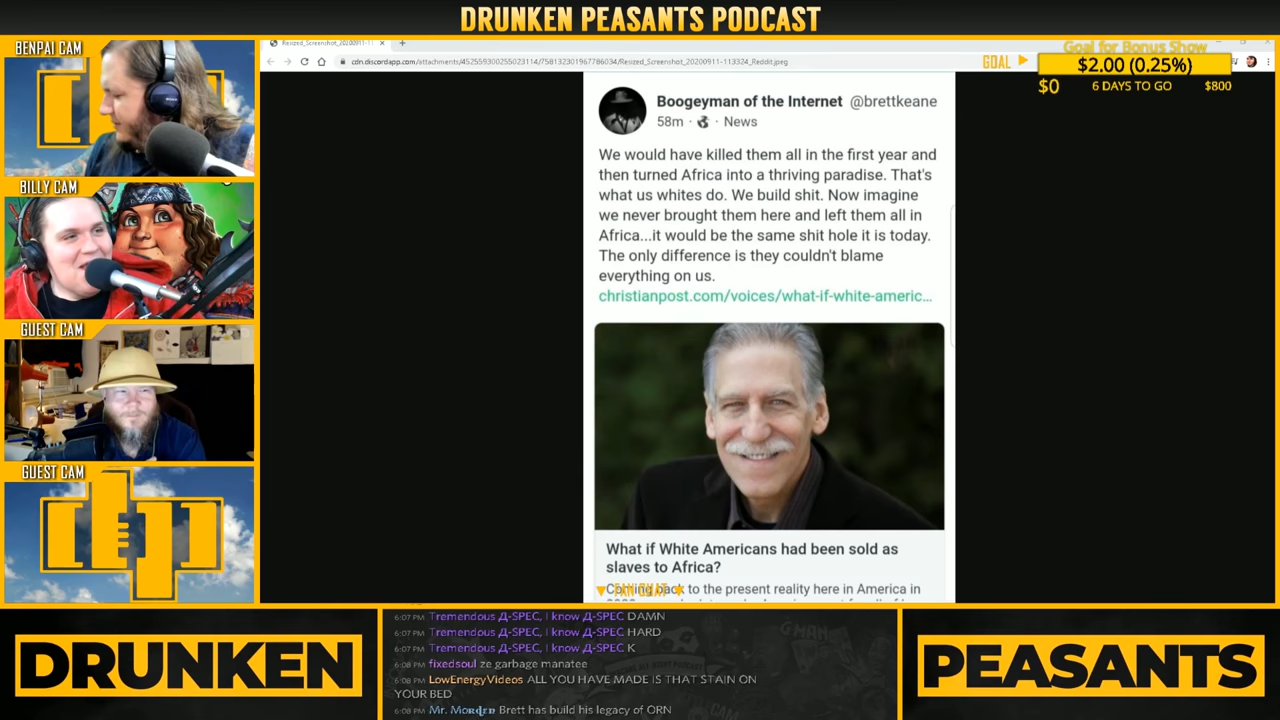 DRUNKEN PEASANTS PODCAST
BENPAI CAM
BILLY CAM
GUEST CAM
GUEST CAM
Resized_Screenshot_20200911-1
cdn.discordapp.com/attachments/452559300255023114/758132301967786034/Resized_Screenshot_20200911-113324_Reddit.jpeg
GOAL
Goal for Bonus Show
$2.00 (0.25%)
$0 6 DAYS TO GO $800
Boogeyman of the Internet @brettkeane
58m · News
We would have killed them all in the first year and
then turned Africa into a thriving paradise. That's
what us whites do. We build shit. Now imagine
we never brought them here and left them all in
Africa...it would be the same shit hole it is today.
The only difference is they couldn't blame
everything on us.
christianpost.com/voices/what-if-white-americ...
What if White Americans had been sold as
slaves to Africa?
Coming back to the present reality here in America in
FAN CHAT
6:07 PM Tremendous Д-SPEC, I know Д-SPEC DAMN
6:07 PM Tremendous Д-SPEC, I know Д-SPEC HARD
6:07 PM Tremendous Д-SPEC, I know Д-SPEC K
6:08 PM fixedsoul ze garbage manatee
6:08 PM LowEnergyVideos ALL YOU HAVE MADE IS THAT STAIN ON
YOUR BED
6:08 PM Mr. Brett has build his legacy of ORN
DRUNKEN
PEASANTS